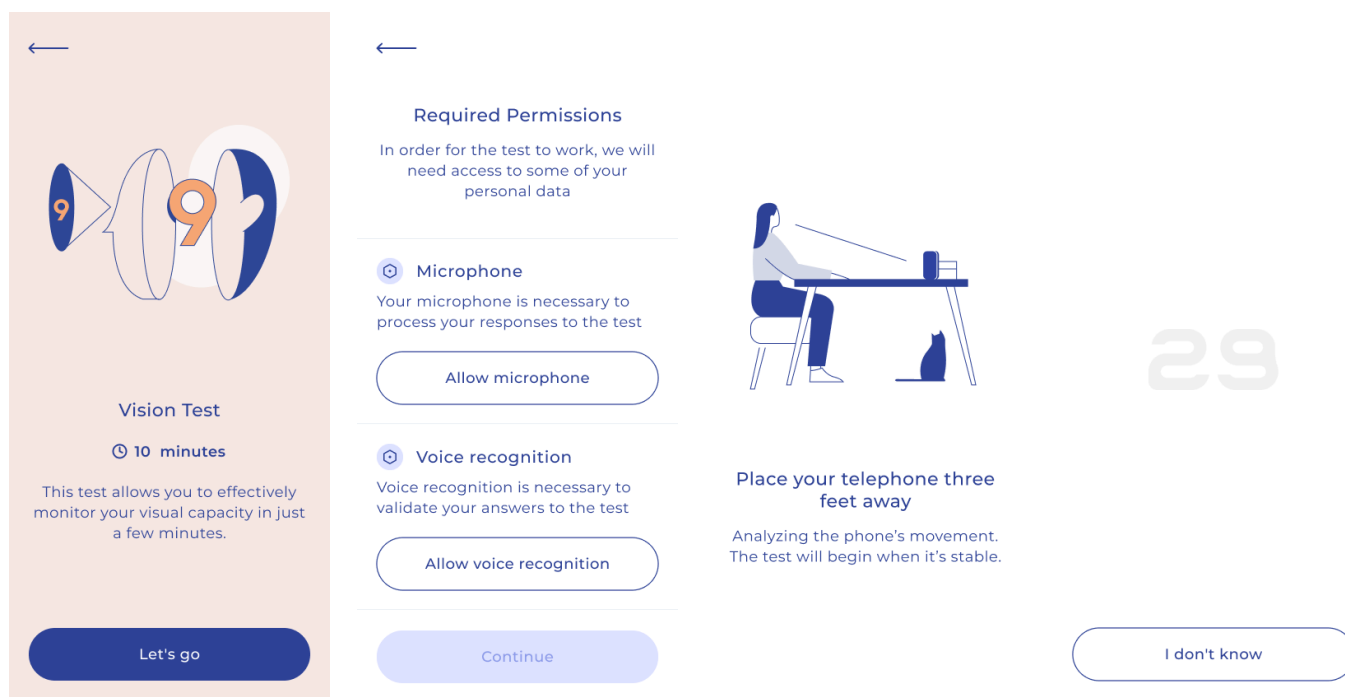 9
9
Vision Test
10 minutes
This test allows you to effectively
monitor your visual capacity in just
a few minutes.
Let's go
Required Permissions
In order for the test to work, we will
need access to some of your
personal data
Microphone
Your microphone is necessary to
process your responses to the test
Allow microphone
Voice recognition
Voice recognition is necessary to
validate your answers to the test
Allow voice recognition
Continue
Place your telephone three
feet away
Analyzing the phone’s movement.
The test will begin when it’s stable.
29
I don't know